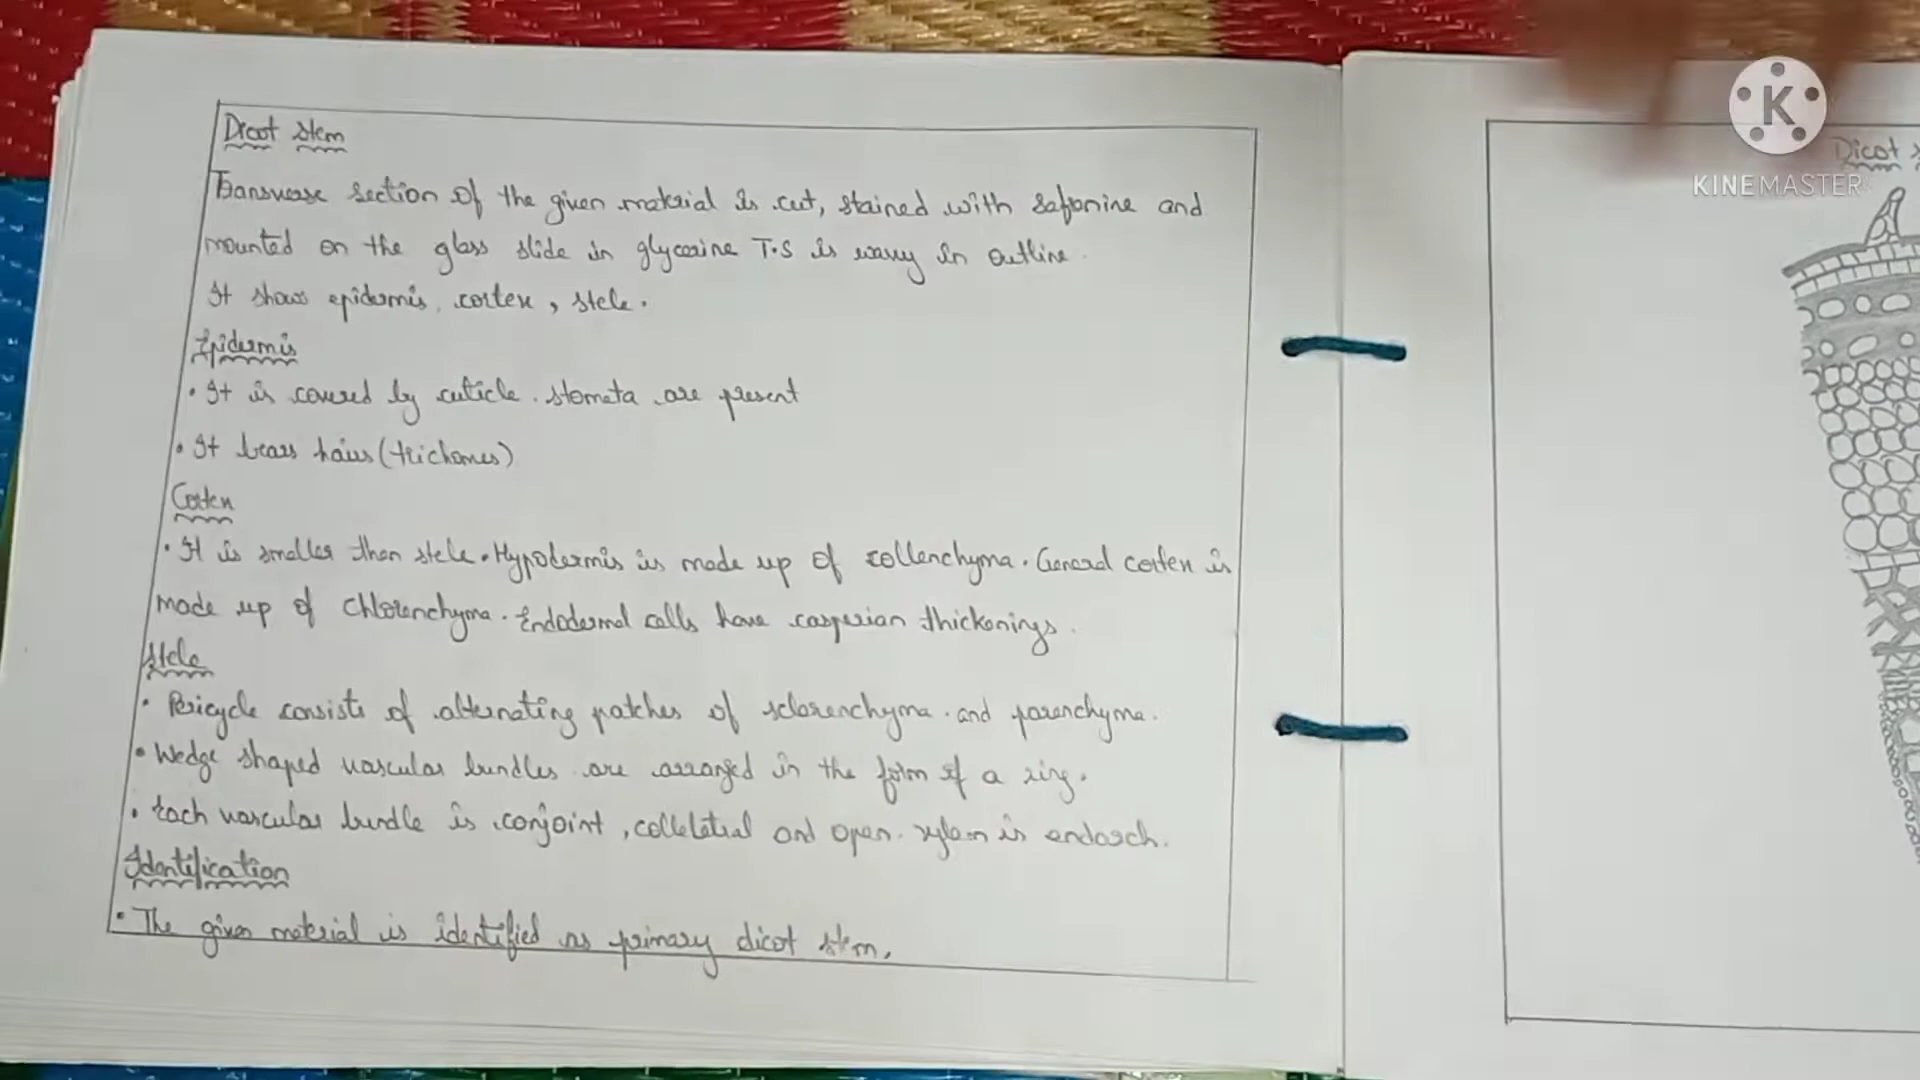 Dicot stem
Transverse section of the given material is cut, stained with safronine and
mounted on the glass slide in glycerine T.S is wavy in outline.
It shows epidermis, cortex, stele.
Epidermis
• It is covered by cuticle. stomata are present
• It bears hairs (trichomes)
Cortex
• It is smaller than stele. Hypodermis is made up of collenchyma. General cortex is
made up of chlorenchyma. Endodermal cells have casperian thickenings.
Stele
• Pericycle consists of alternating patches of sclerenchyma and parenchyma.
• Wedge shaped vascular bundles are arranged in the form of a ring.
• Each vascular bundle is conjoint, collelatral and open. xylem is endarch.
Identification
• The given material is identified as primary dicot stem.
Dicot
KINEMASTER